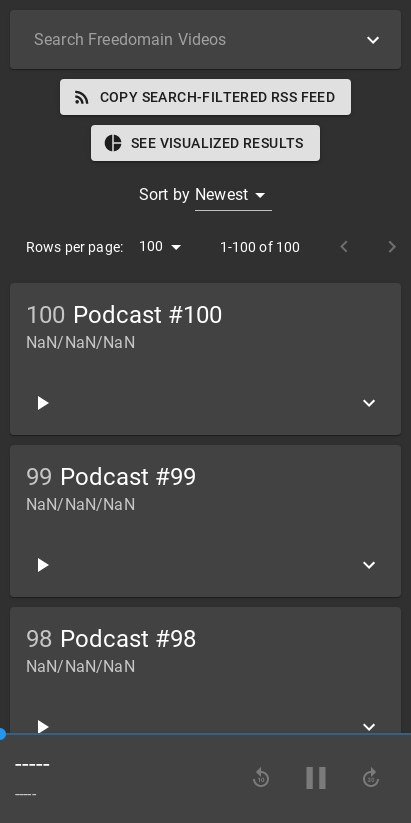 Search Freedomain Videos
COPY SEARCH-FILTERED RSS FEED
SEE VISUALIZED RESULTS
Sort by Newest
Rows per page: 100 1-100 of 100
100 Podcast #100
NaN/NaN/NaN
99 Podcast #99
NaN/NaN/NaN
98 Podcast #98
NaN/NaN/NaN
-----
-----
10 10